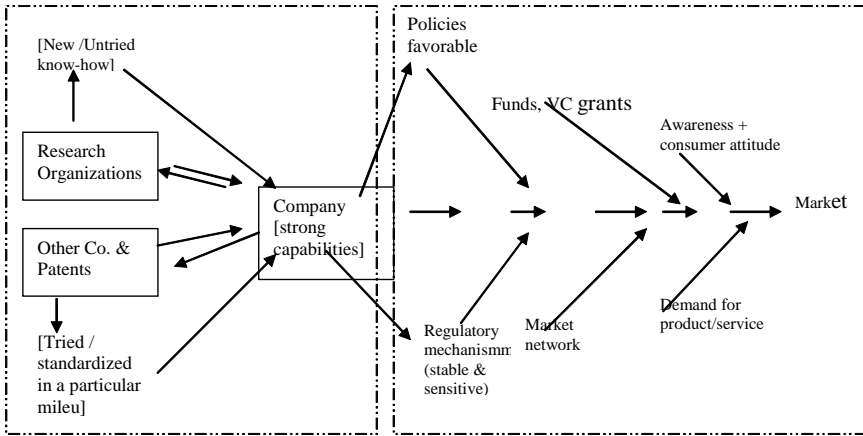 [New /Untried
know-how]
Research
Organizations
Other Co. &
Patents
[Tried /
standardized
in a particular
mileu]
Company
[strong
capabilities]
Policies
favorable
Funds, VC grants
Awareness +
consumer attitude
Market
Regulatory
mechanismm
(stable &
sensitive)
Market
network
Demand for
product/service